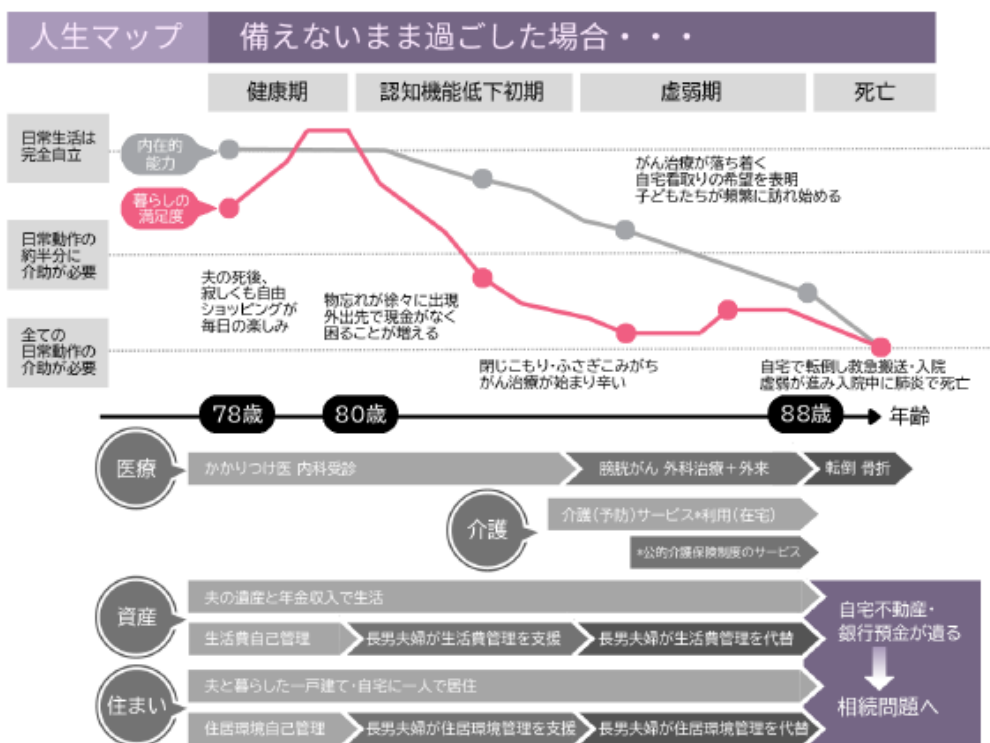 人生マップ
備えないまま過ごした場合・・・
健康期
認知機能低下初期
虚弱期
死亡
日常生活は
完全自立
内在的
能力
暮らしの
満足度
がん治療が落ち着く
自宅看取りの希望を表明
子どもたちが頻繁に訪れ始める
日常動作の
約半分に
介助が必要
夫の死後、
寂しくも自由
ショッピングが
毎日の楽しみ
物忘れが徐々に出現
外出先で現金がなく
困ることが増える
全ての
日常動作の
介助が必要
閉じこもり・ふさぎこみがち
がん治療が始まり辛い
自宅で転倒し救急搬送・入院
虚弱が進み入院中に肺炎で死亡
78歳
80歳
88歳
年齢
医療
かかりつけ医 内科受診
膀胱がん 外科治療＋外来
転倒 骨折
介護
介護(予防)サービス*利用(在宅)
*公的介護保険制度のサービス
資産
夫の遺産と年金収入で生活
生活費自己管理
長男夫婦が生活費管理を支援
長男夫婦が生活費管理を代替
住まい
夫と暮らした一戸建て・自宅に一人で居住
住居環境自己管理
長男夫婦が住居環境管理を支援
長男夫婦が住居環境管理を代替
自宅不動産・
銀行預金が遺る
相続問題へ